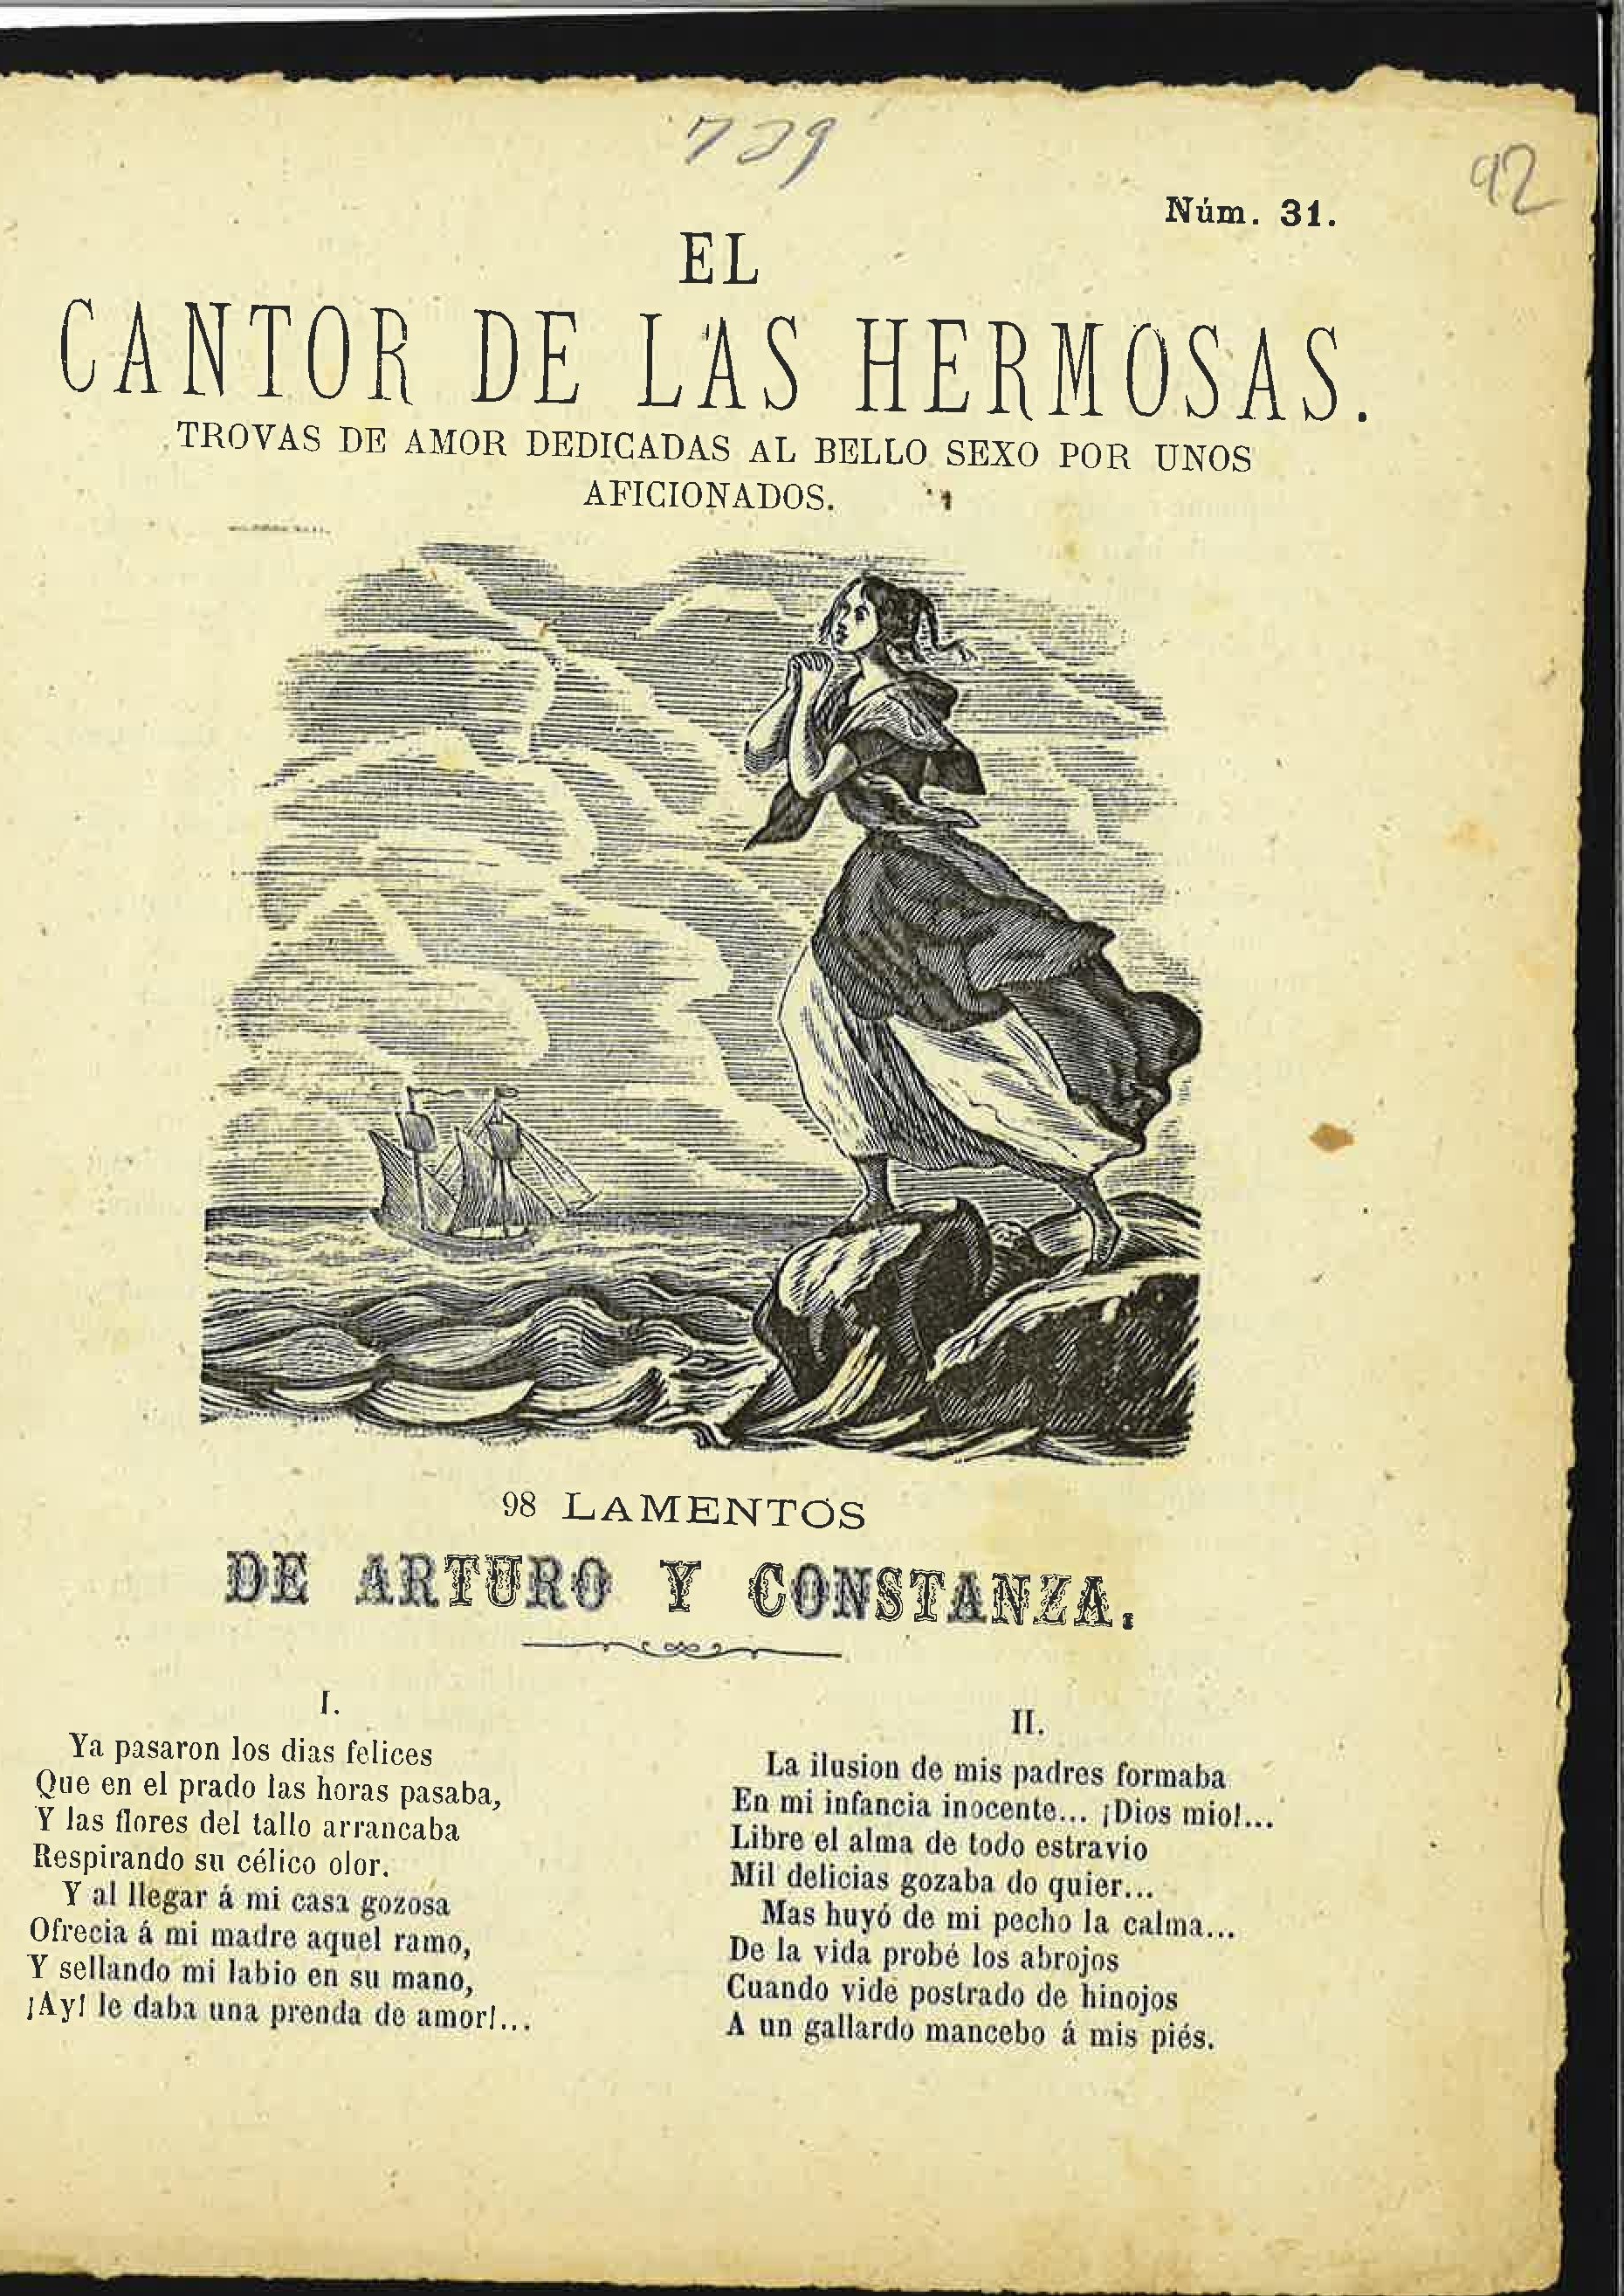 739
92
Núm. 31.
EL
CANTOR DE LAS HERMOSAS.
TROVAS DE AMOR DEDICADAS AL BELLO SEXO POR UNOS
AFICIONADOS.
98 LAMENTOS
DE ARTURO Y CONSTANZA.
I.
Ya pasaron los dias felices
Que en el prado las horas pasaba,
Y las flores del tallo arrancaba
Respirando su célico olor.
Y al llegar á mi casa gozosa
Ofrecia á mi madre aquel ramo,
Y sellando mi labio en su mano,
¡Ay! le daba una prenda de amor!...
II.
La ilusion de mis padres formaba
En mi infancia inocente... ¡Dios mio!...
Libre el alma de todo estravio
Mil delicias gozaba do quier...
Mas huyó de mi pecho la calma...
De la vida probé los abrojos
Cuando vide postrado de hinojos
A un gallardo mancebo á mis piés.